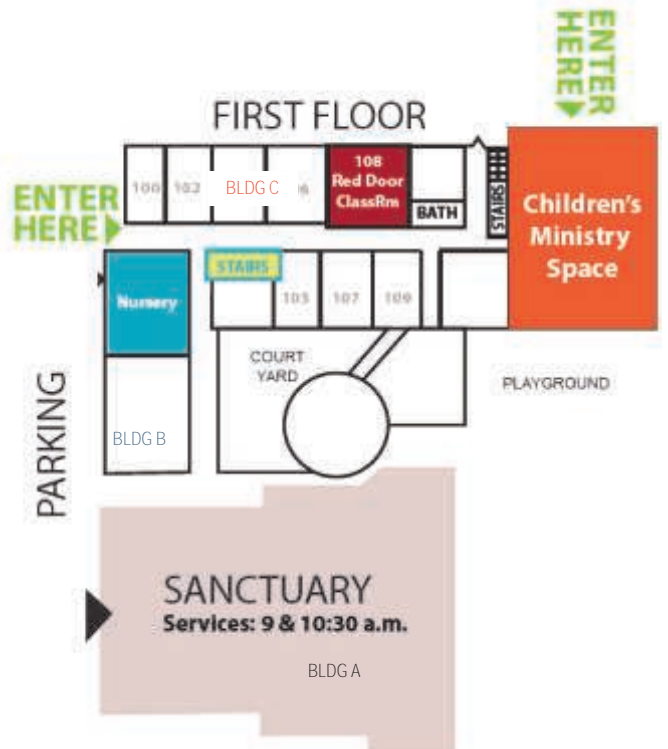 ENTER
HERE
FIRST FLOOR
100
102
BLDG C
6
108
Red Door
ClassRm
BATH
STAIRS
Children's
Ministry
Space
ENTER
HERE
Nursery
STAIRS
103
107
109
COURT
YARD
PLAYGROUND
PARKING
BLDG B
SANCTUARY
Services: 9 & 10:30 a.m.
BLDG A